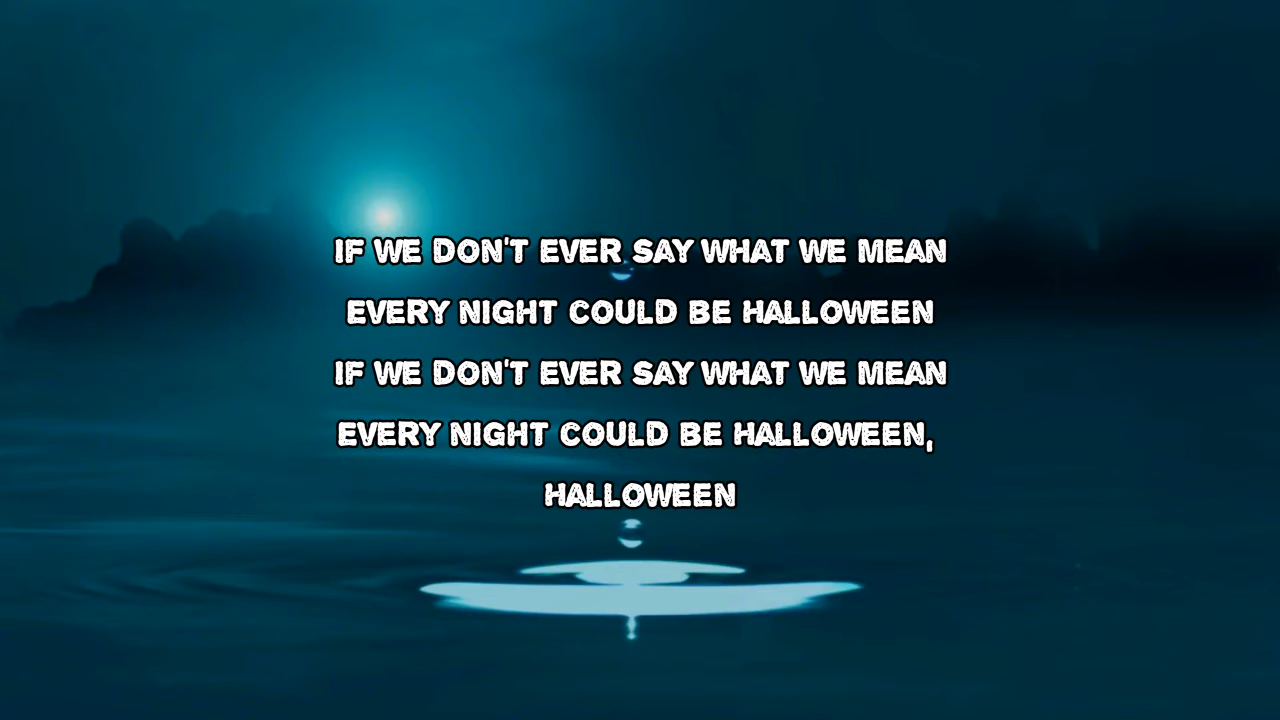 IF WE DON'T EVER SAY WHAT WE MEAN
EVERY NIGHT COULD BE HALLOWEEN
IF WE DON'T EVER SAY WHAT WE MEAN
EVERY NIGHT COULD BE HALLOWEEN,
HALLOWEEN